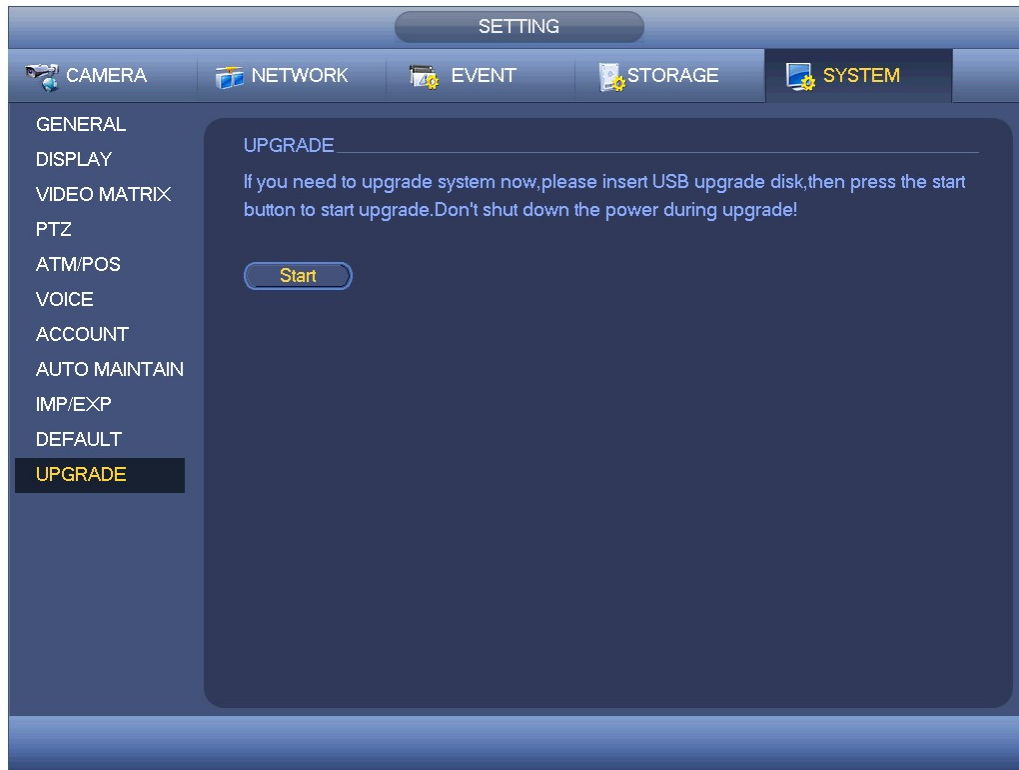 SETTING
CAMERA
NETWORK
EVENT
STORAGE
SYSTEM
GENERAL
DISPLAY
VIDEO MATRIX
PTZ
ATM/POS
VOICE
ACCOUNT
AUTO MAINTAIN
IMP/EXP
DEFAULT
UPGRADE
UPGRADE
If you need to upgrade system now,please insert USB upgrade disk,then press the start
button to start upgrade.Don't shut down the power during upgrade!
Start